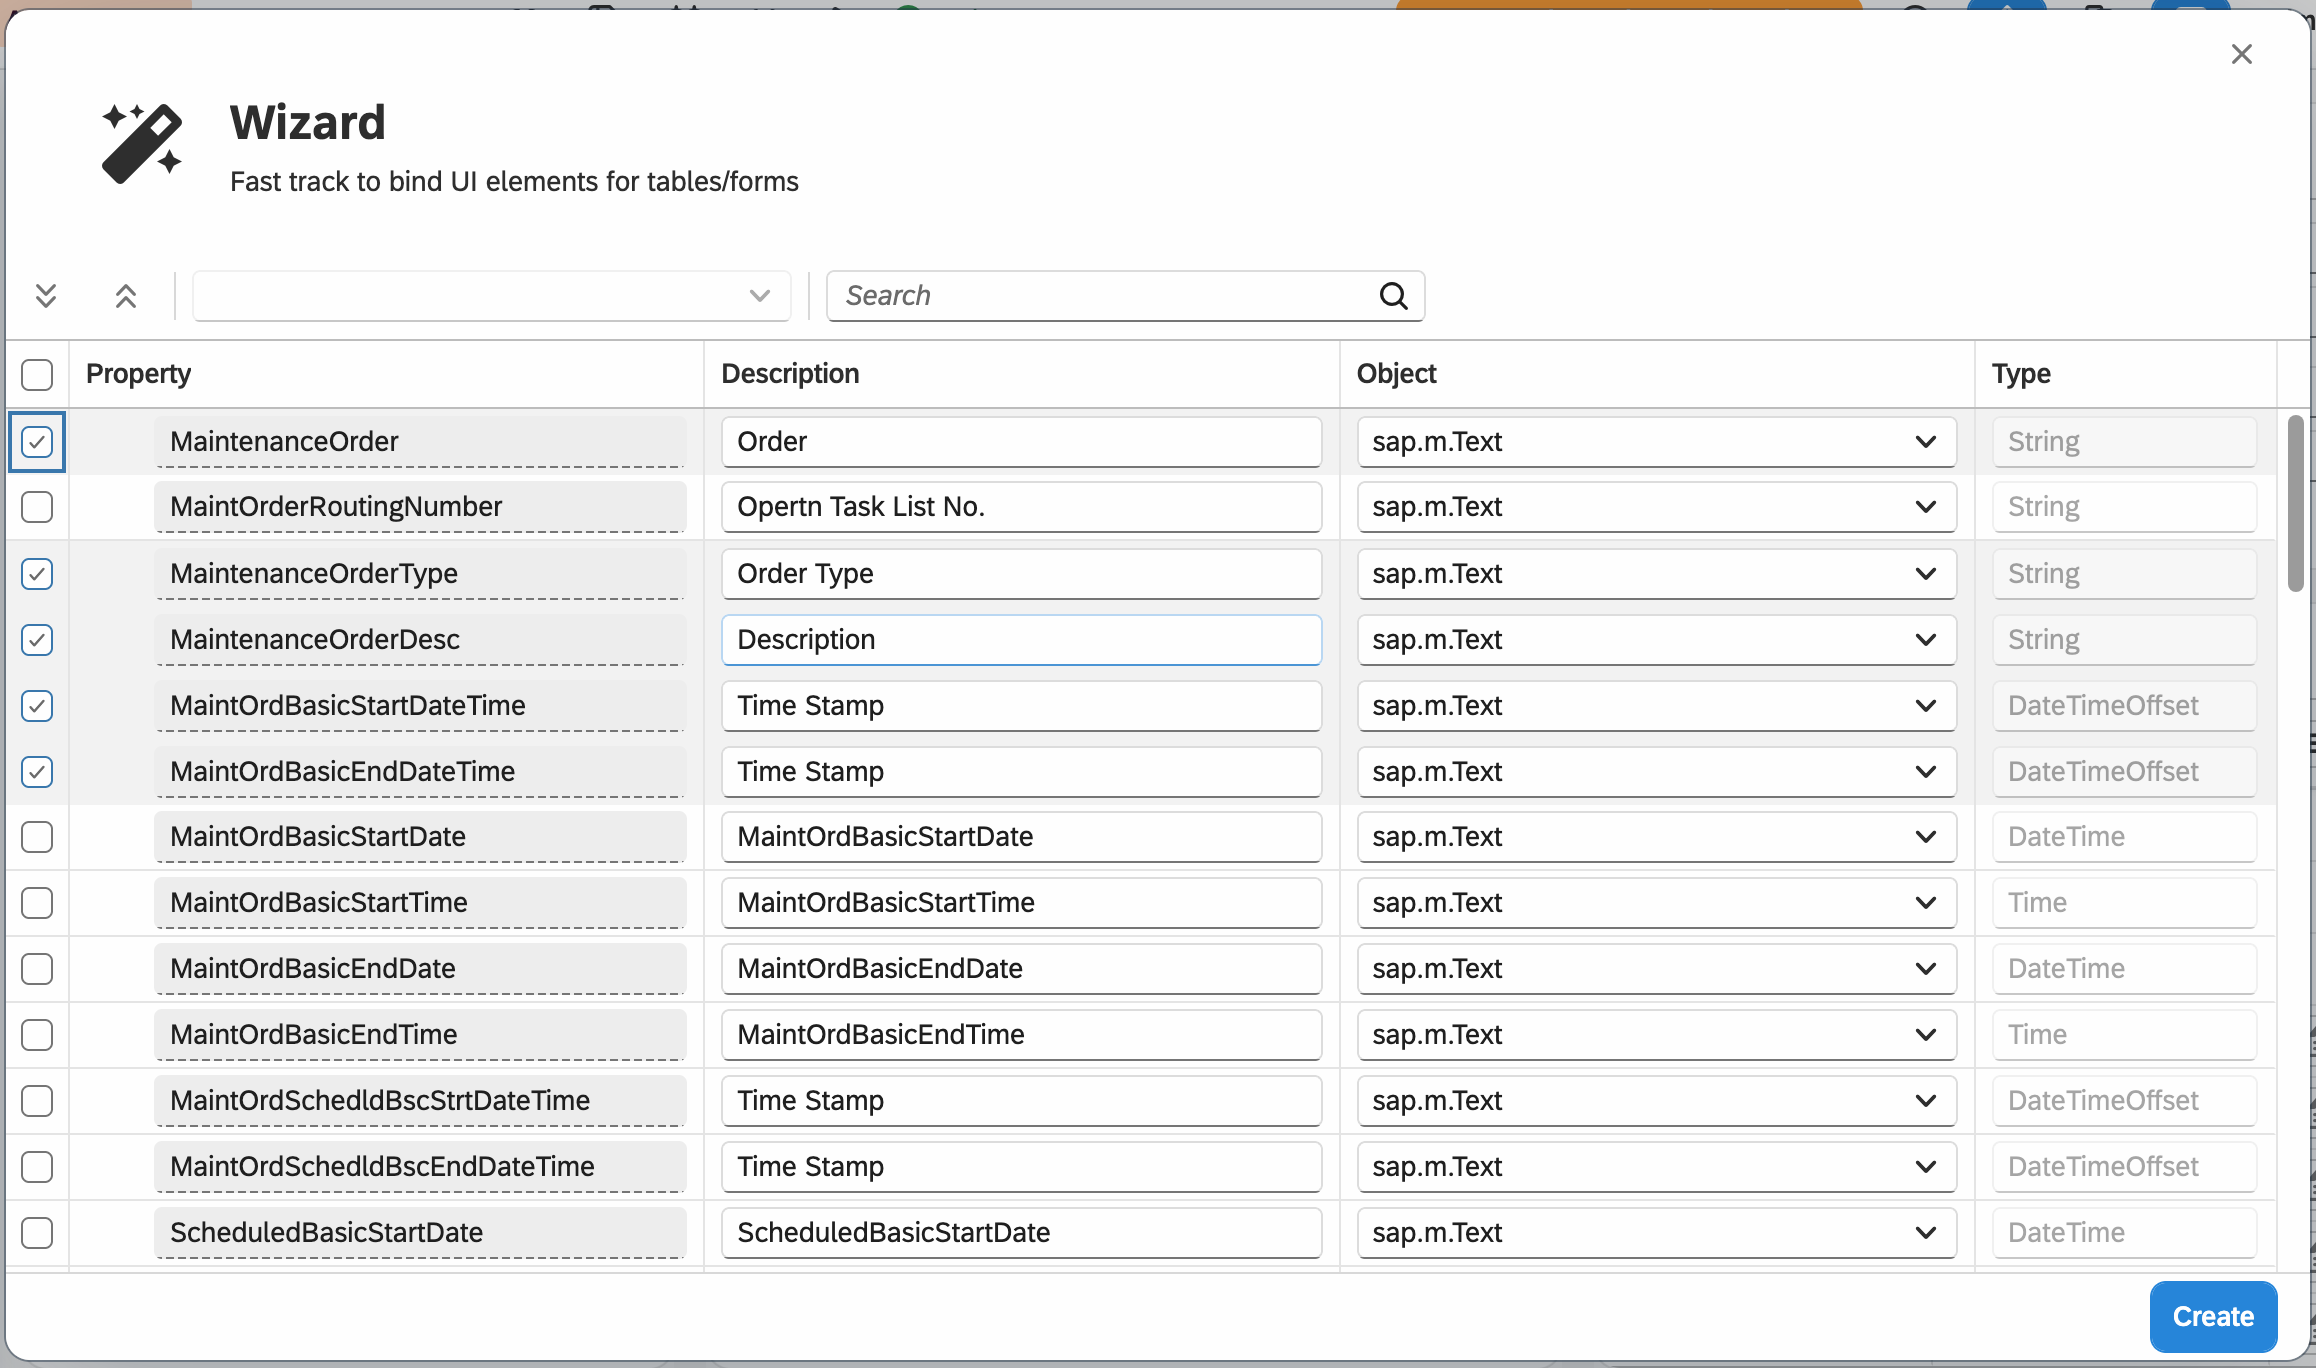 Wizard
Fast track to bind UI elements for tables/forms
Search
Property Description Object Type
MaintenanceOrder Order sap.m.Text String
MaintOrderRoutingNumber Opertn Task List No. sap.m.Text String
MaintenanceOrderType Order Type sap.m.Text String
MaintenanceOrderDesc Description sap.m.Text String
MaintOrdBasicStartDateTime Time Stamp sap.m.Text DateTimeOffset
MaintOrdBasicEndDateTime Time Stamp sap.m.Text DateTimeOffset
MaintOrdBasicStartDate MaintOrdBasicStartDate sap.m.Text DateTime
MaintOrdBasicStartTime MaintOrdBasicStartTime sap.m.Text Time
MaintOrdBasicEndDate MaintOrdBasicEndDate sap.m.Text DateTime
MaintOrdBasicEndTime MaintOrdBasicEndTime sap.m.Text Time
MaintOrdSchedldBscStrtDateTime Time Stamp sap.m.Text DateTimeOffset
MaintOrdSchedldBscEndDateTime Time Stamp sap.m.Text DateTimeOffset
ScheduledBasicStartDate ScheduledBasicStartDate sap.m.Text DateTime
Create